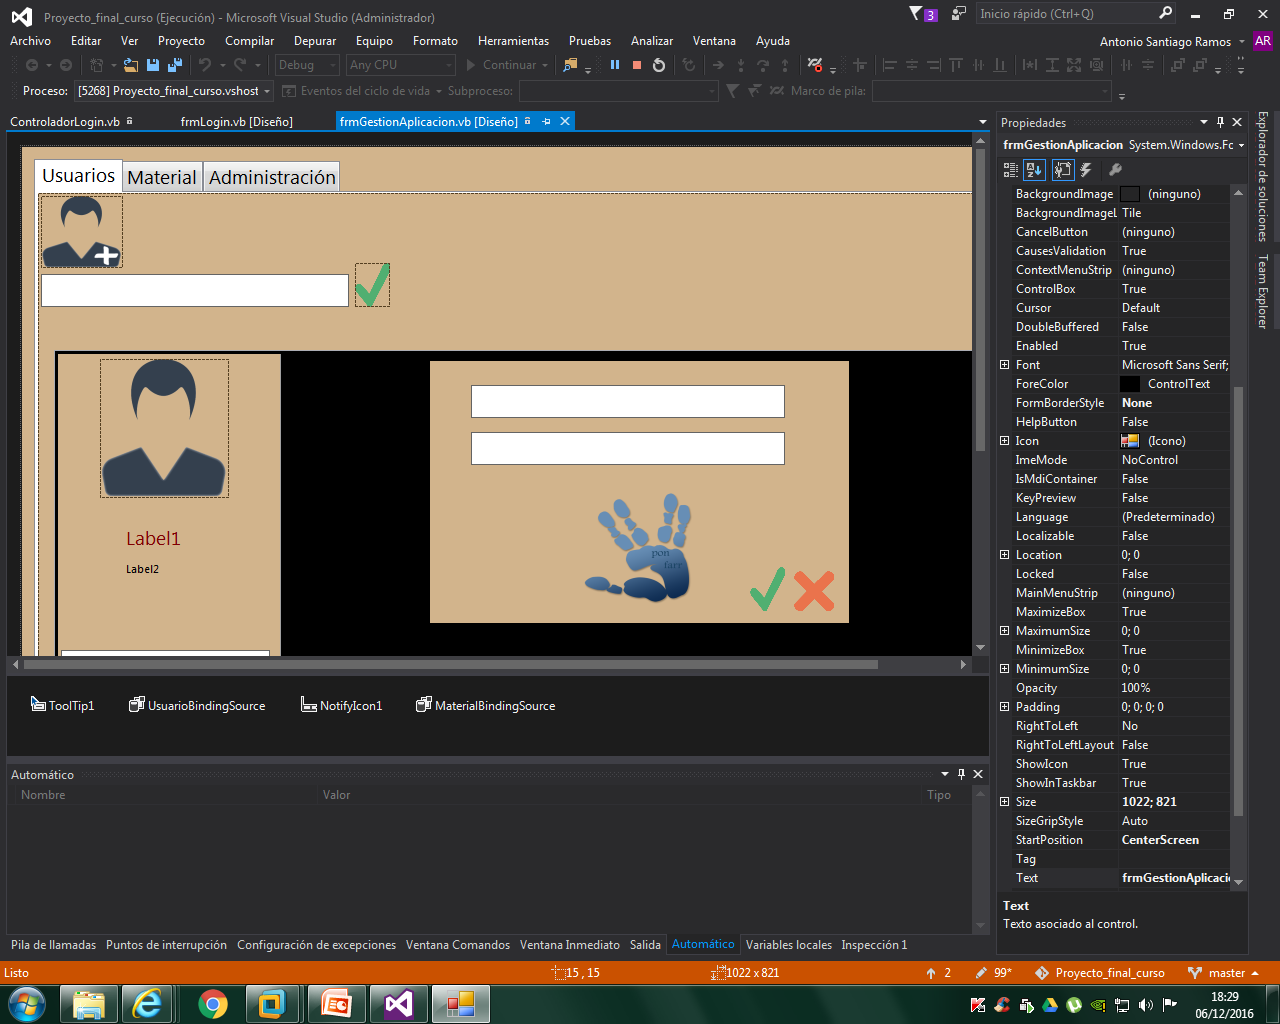 Proyecto_final_curso (Ejecución) - Microsoft Visual Studio (Administrador)
3
Inicio rápido (Ctrl+Q)
Archivo Editar Ver Proyecto Compilar Depurar Equipo Formato Herramientas Pruebas Analizar Ventana Ayuda
Antonio Santiago Ramos
AR
Debug Any CPU Continuar
Proceso: [5268] Proyecto_final_curso.vshost Eventos del ciclo de vida Subproceso: Marco de pila:
ControladorLogin.vb frmLogin.vb [Diseño] frmGestionAplicacion.vb [Diseño]
Usuarios Material Administración
Label1
Label2
pon
farr
ToolTip1 UsuarioBindingSource NotifyIcon1 MaterialBindingSource
Automático
Nombre Valor Tipo
Pila de llamadas Puntos de interrupción Configuración de excepciones Ventana Comandos Ventana Inmediato Salida Automático Variables locales Inspección 1
Propiedades
frmGestionAplicacion System.Windows.Fc
BackgroundImage (ninguno)
BackgroundImageL Tile
CancelButton (ninguno)
CausesValidation True
ContextMenuStrip (ninguno)
ControlBox True
Cursor Default
DoubleBuffered False
Enabled True
Font Microsoft Sans Serif;
ForeColor ControlText
FormBorderStyle None
HelpButton False
Icon (Icono)
ImeMode NoControl
IsMdiContainer False
KeyPreview False
Language (Predeterminado)
Localizable False
Location 0; 0
Locked False
MainMenuStrip (ninguno)
MaximizeBox True
MaximumSize 0; 0
MinimizeBox True
MinimumSize 0; 0
Opacity 100%
Padding 0; 0; 0; 0
RightToLeft No
RightToLeftLayout False
ShowIcon True
ShowInTaskbar True
Size 1022; 821
SizeGripStyle Auto
StartPosition CenterScreen
Tag
Text frmGestionAplicaci
Text
Texto asociado al control.
Explorador de soluciones
Team Explorer
Listo 15 , 15 1022 x 821 2 99* Proyecto_final_curso master
18:29
06/12/2016